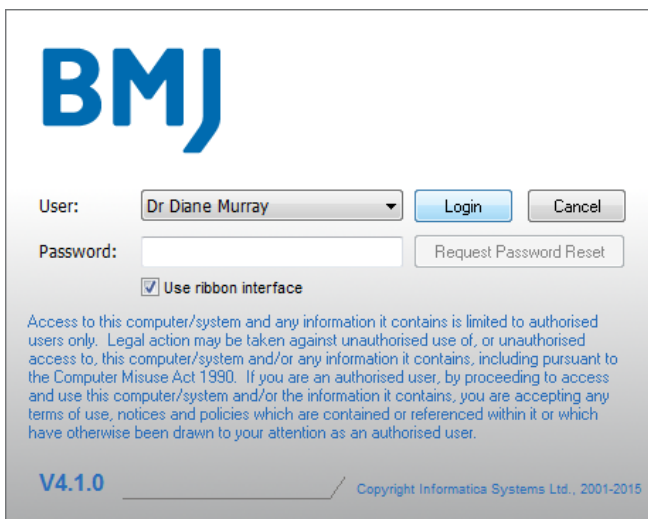 BMJ
User: Dr Diane Murray Login Cancel
Password: Request Password Reset
Use ribbon interface
Access to this computer/system and any information it contains is limited to authorised
users only. Legal action may be taken against unauthorised use of, or unauthorised
access to, this computer/system and/or any information it contains, including pursuant to
the Computer Misuse Act 1990. If you are an authorised user, by proceeding to access
and use this computer/system and/or the information it contains, you are accepting any
terms of use, notices and policies which are contained or referenced within it or which
have otherwise been drawn to your attention as an authorised user.
V4.1.0 Copyright Informatica Systems Ltd., 2001-2015